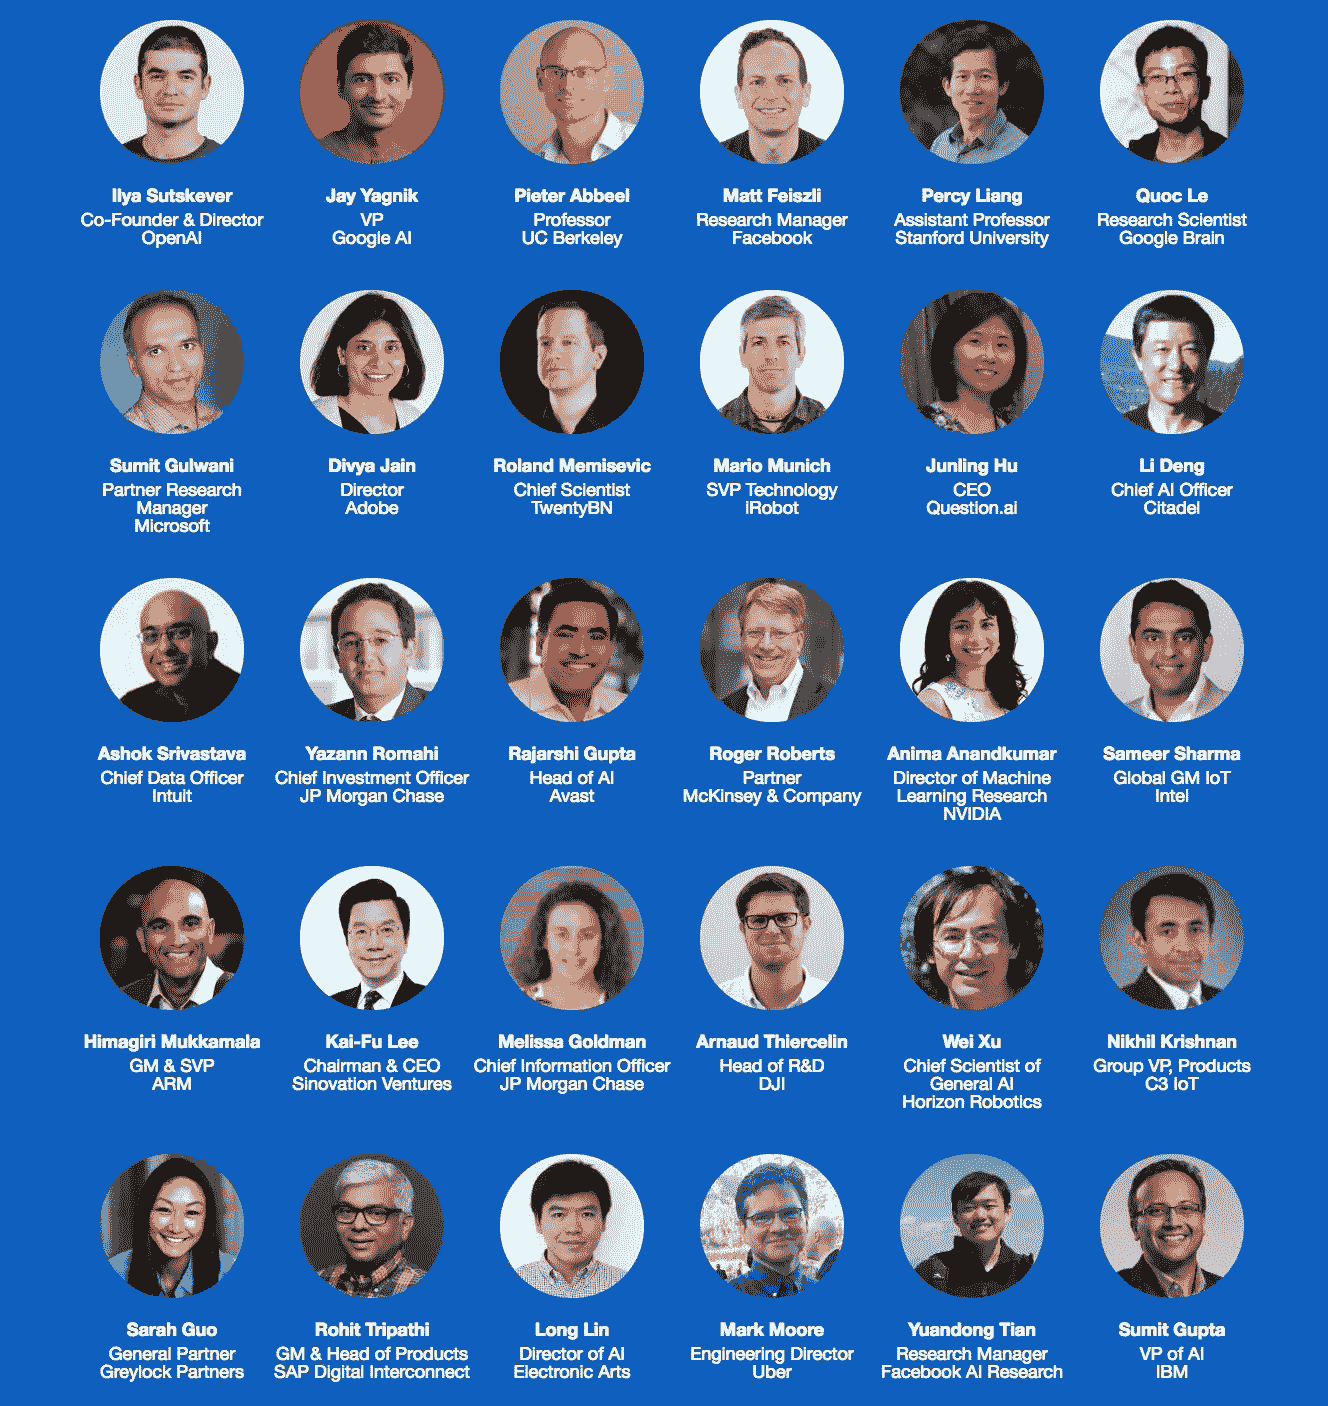 Ilya Sutskever
Co-Founder & Director
OpenAI
Jay Yagnik
VP
Google AI
Pieter Abbeel
Professor
UC Berkeley
Matt Feiszli
Research Manager
Facebook
Percy Liang
Assistant Professor
Stanford University
Quoc Le
Research Scientist
Google Brain
Sumit Gulwani
Partner Research
Manager
Microsoft
Divya Jain
Director
Adobe
Roland Memisevic
Chief Scientist
TwentyBN
Mario Munich
SVP Technology
iRobot
Junling Hu
CEO
Question.ai
Li Deng
Chief AI Officer
Citadel
Ashok Srivastava
Chief Data Officer
Intuit
Yazann Romahi
Chief Investment Officer
JP Morgan Chase
Rajarshi Gupta
Head of AI
Avast
Roger Roberts
Partner
McKinsey & Company
Anima Anandkumar
Director of Machine
Learning Research
NVIDIA
Sameer Sharma
Global GM IoT
Intel
Himagiri Mukkamala
GM & SVP
ARM
Kai-Fu Lee
Chairman & CEO
Sinovation Ventures
Melissa Goldman
Chief Information Officer
JP Morgan Chase
Arnaud Thiercelin
Head of R&D
DJI
Wei Xu
Chief Scientist of
General AI
Horizon Robotics
Nikhil Krishnan
Group VP, Products
C3 IoT
Sarah Guo
General Partner
Greylock Partners
Rohit Tripathi
GM & Head of Products
SAP Digital Interconnect
Long Lin
Director of AI
Electronic Arts
Mark Moore
Engineering Director
Uber
Yuandong Tian
Research Manager
Facebook AI Research
Sumit Gupta
VP of AI
IBM